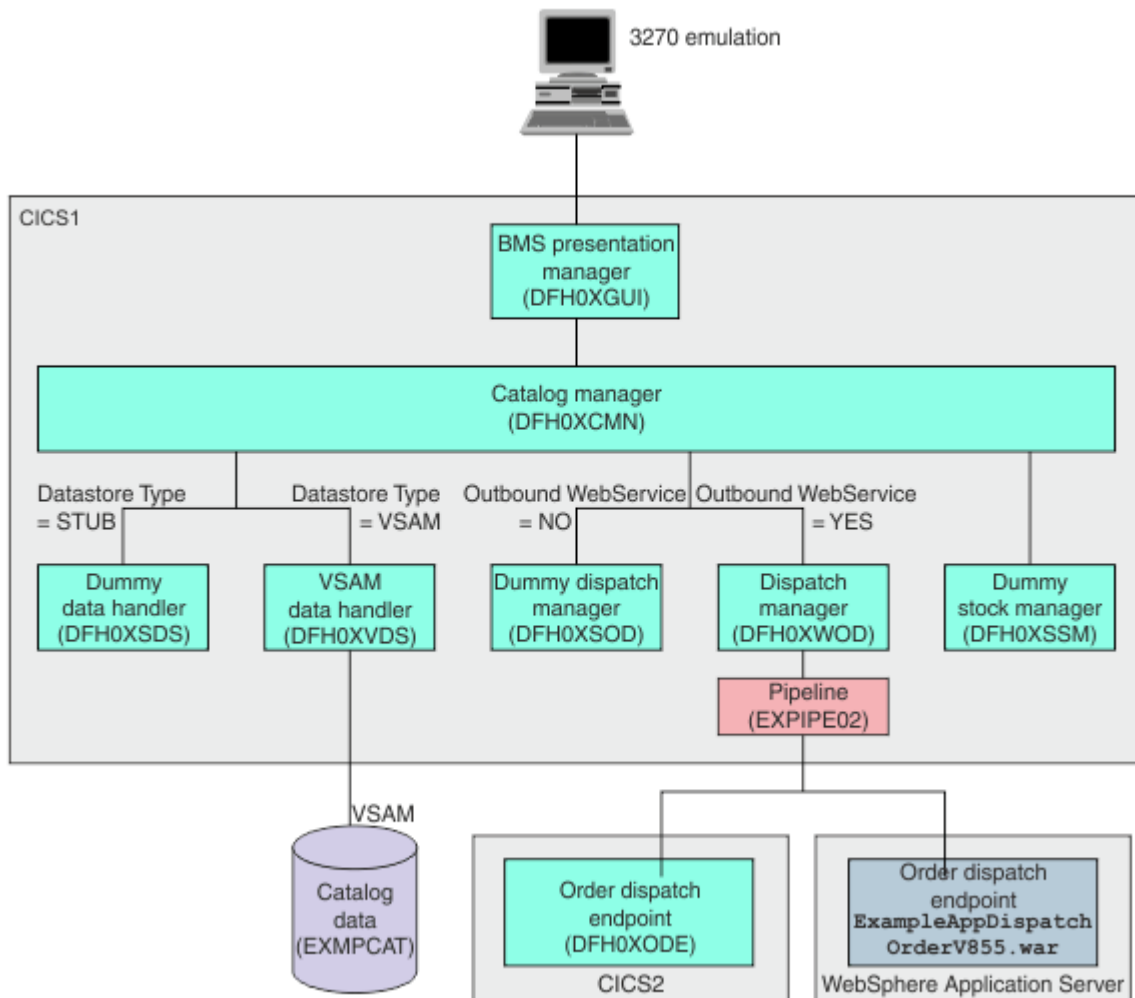 3270 emulation
CICS1
BMS presentation
manager
(DFH0XGUI)
Catalog manager
(DFH0XCMN)
Datastore Type
= STUB
Datastore Type
= VSAM
Outbound WebService
= NO
Outbound WebService
= YES
Dummy
data handler
(DFH0XSDS)
VSAM
data handler
(DFH0XVDS)
Dummy dispatch
manager
(DFH0XSOD)
Dispatch
manager
(DFH0XWOD)
Dummy
stock manager
(DFH0XSSM)
Pipeline
(EXPIPE02)
VSAM
Catalog
data
(EXMPCAT)
Order dispatch
endpoint
(DFH0XODE)
CICS2
Order dispatch
endpoint
ExampleAppDispatch
OrderV855.war
WebSphere Application Server